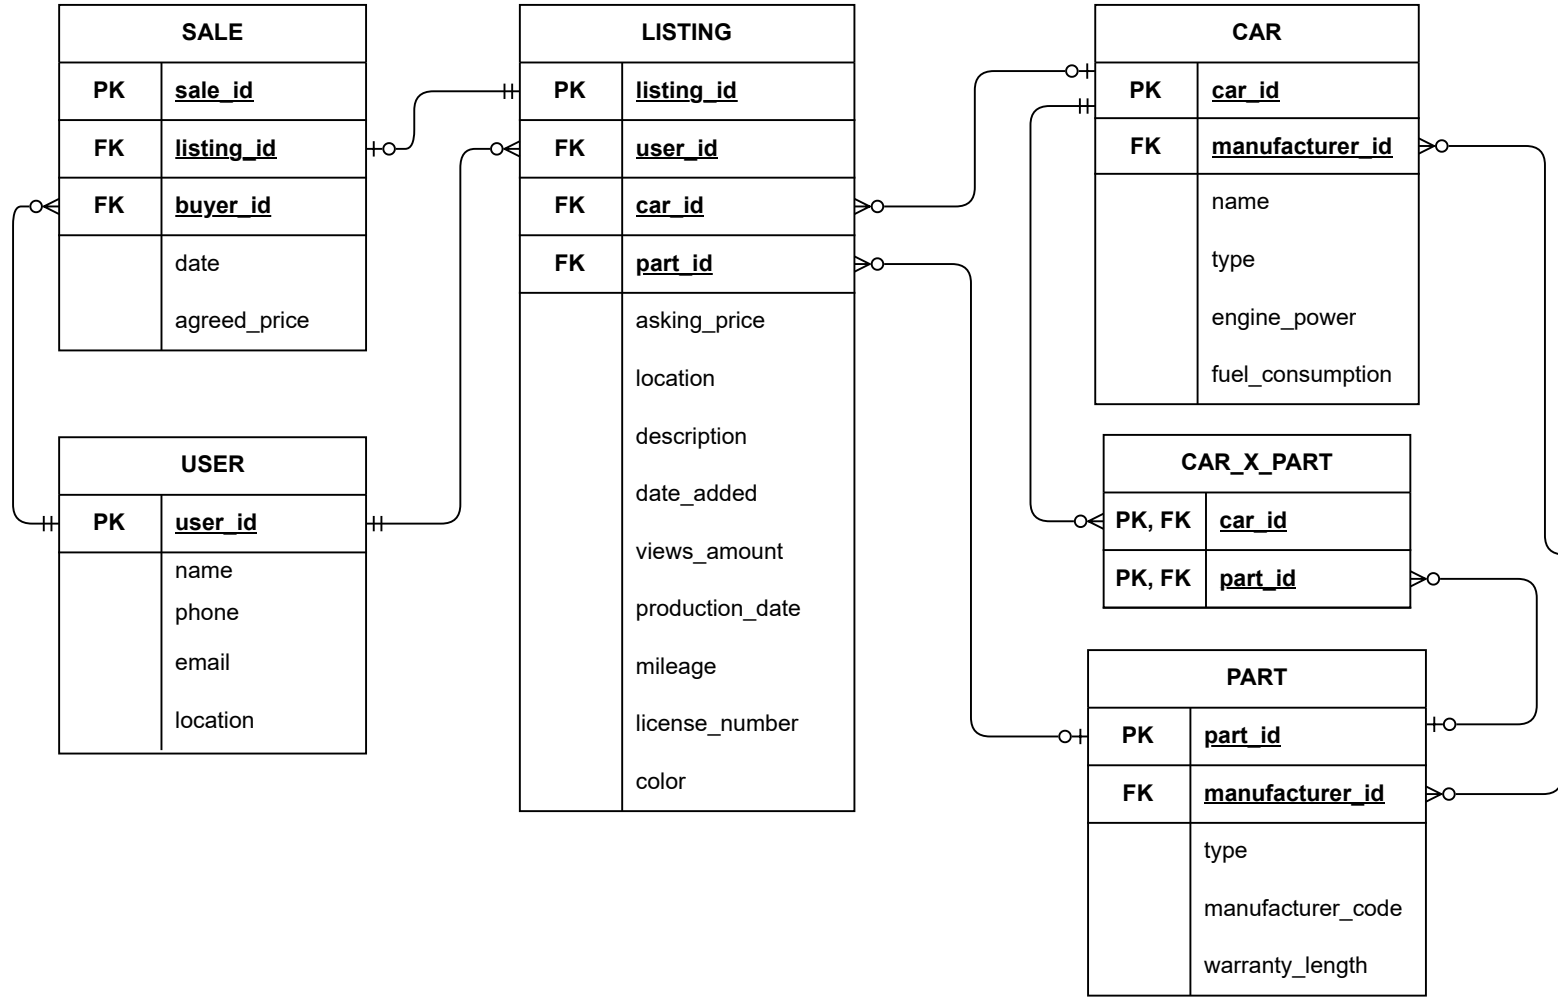 SALE
PK sale_id
FK listing_id
FK buyer_id
date
agreed_price
USER
PK user_id
name
phone
email
location
LISTING
PK listing_id
FK user_id
FK car_id
FK part_id
asking_price
location
description
date_added
views_amount
production_date
mileage
license_number
color
CAR
PK car_id
FK manufacturer_id
name
type
engine_power
fuel_consumption
CAR_X_PART
PK, FK car_id
PK, FK part_id
PART
PK part_id
FK manufacturer_id
type
manufacturer_code
warranty_length